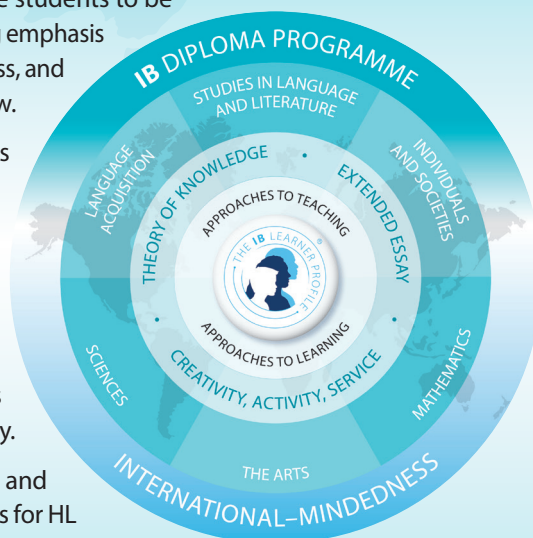 e students to be
g emphasis
ss, and
w.
s
s
y.
and
s for HL
IB DIPLOMA PROGRAMME
STUDIES IN LANGUAGE
AND LITERATURE
LANGUAGE
ACQUISITION
INDIVIDUALS
AND SOCIETIES
THEORY OF KNOWLEDGE
EXTENDED ESSAY
APPROACHES TO TEACHING
THE IB LEARNER PROFILE
®
APPROACHES TO LEARNING
CREATIVITY, ACTIVITY, SERVICE
SCIENCES
MATHEMATICS
THE ARTS
INTERNATIONAL–MINDEDNESS